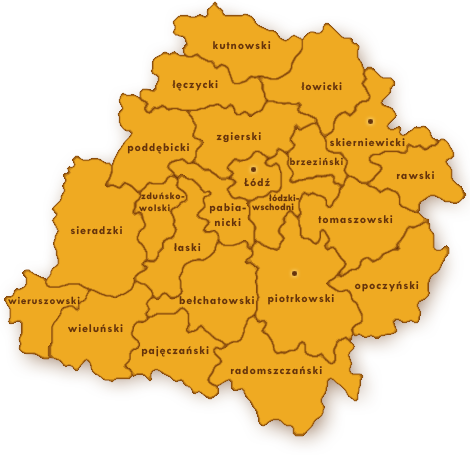 kutnowski
łęczycki
łowicki
zgierski
skierniewicki
poddębicki
brzeziński
rawski
Łódź
zduńsko-
wolski
pabia-
nicki
łódzki-
wschodni
tomaszowski
sieradzki
łaski
opoczyński
wieruszowski
bełchatowski
piotrkowski
wieluński
pajęczański
radomszczański